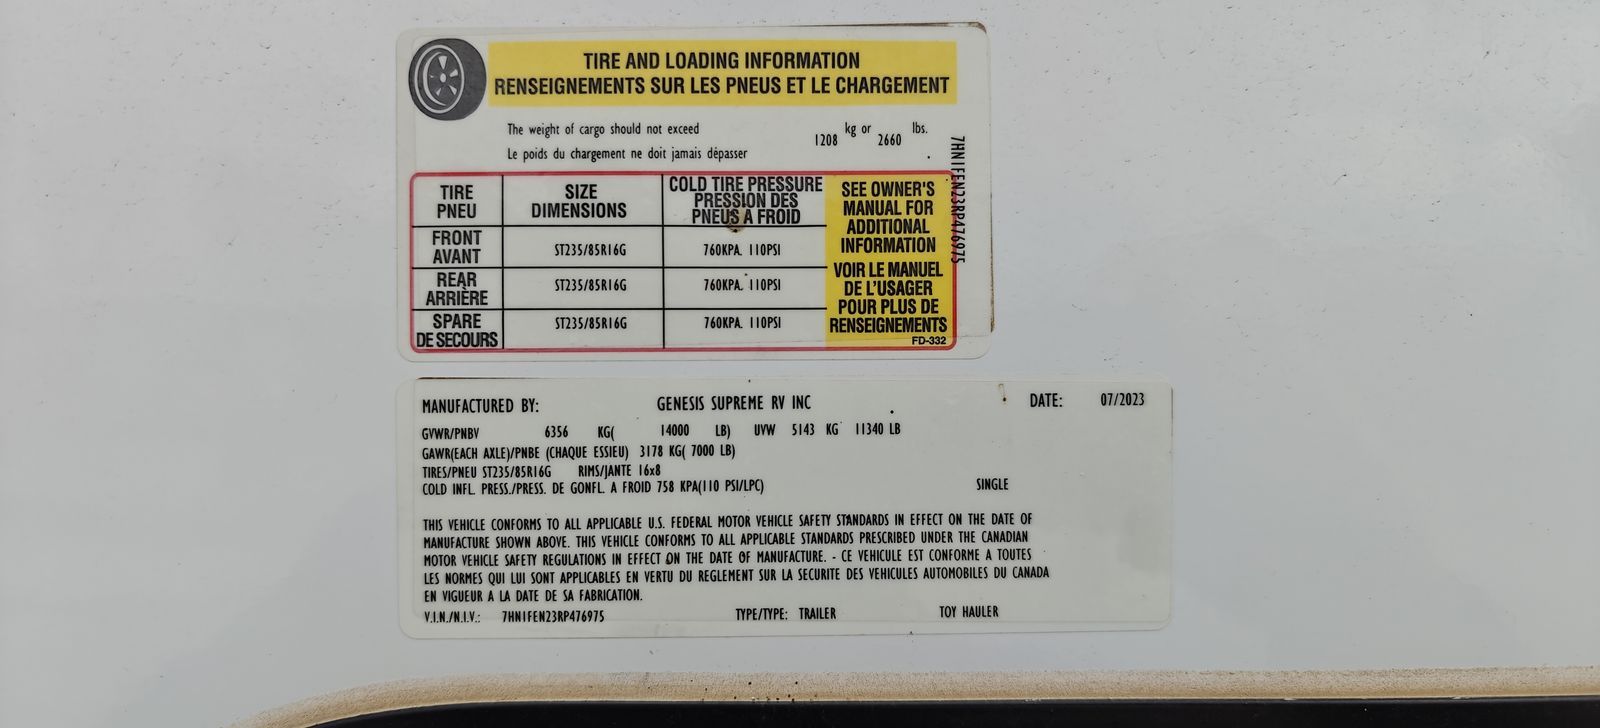 TIRE AND LOADING INFORMATION
RENSEIGNEMENTS SUR LES PNEUS ET LE CHARGEMENT
The weight of cargo should not exceed
Le poids du chargement ne doit jamais dépasser
1208 kg or 2660 lbs.
7HN1FEN23RP476975
TIRE
PNEU
SIZE
DIMENSIONS
COLD TIRE PRESSURE
PRESSION DES
PNEUS A FROID
FRONT
AVANT
ST235/85R16G
760KPA. 110PSI
REAR
ARRIÈRE
ST235/85R16G
760KPA. 110PSI
SPARE
DE SECOURS
ST235/85R16G
760KPA. 110PSI
SEE OWNER'S
MANUAL FOR
ADDITIONAL
INFORMATION
VOIR LE MANUEL
DE L'USAGER
POUR PLUS DE
RENSEIGNEMENTS
FD-332
MANUFACTURED BY: GENESIS SUPREME RV INC DATE: 07/2023
GVWR/PNBV 6356 KG( 14000 LB) UVW 5143 KG 11340 LB
GAWR(EACH AXLE)/PNBE (CHAQUE ESSIEU) 3178 KG( 7000 LB)
TIRES/PNEU ST235/85R16G RIMS/JANTE 16x8
COLD INFL. PRESS./PRESS. DE GONFL. A FROID 758 KPA(110 PSI/LPC) SINGLE
THIS VEHICLE CONFORMS TO ALL APPLICABLE U.S. FEDERAL MOTOR VEHICLE SAFETY STANDARDS IN EFFECT ON THE DATE OF
MANUFACTURE SHOWN ABOVE. THIS VEHICLE CONFORMS TO ALL APPLICABLE STANDARDS PRESCRIBED UNDER THE CANADIAN
MOTOR VEHICLE SAFETY REGULATIONS IN EFFECT ON THE DATE OF MANUFACTURE. - CE VEHICULE EST CONFORME A TOUTES
LES NORMES QUI LUI SONT APPLICABLES EN VERTU DU REGLEMENT SUR LA SECURITE DES VEHICULES AUTOMOBILES DU CANADA
EN VIGUEUR A LA DATE DE SA FABRICATION.
V.I.N./N.I.V.: 7HN1FEN23RP476975 TYPE/TYPE: TRAILER TOY HAULER